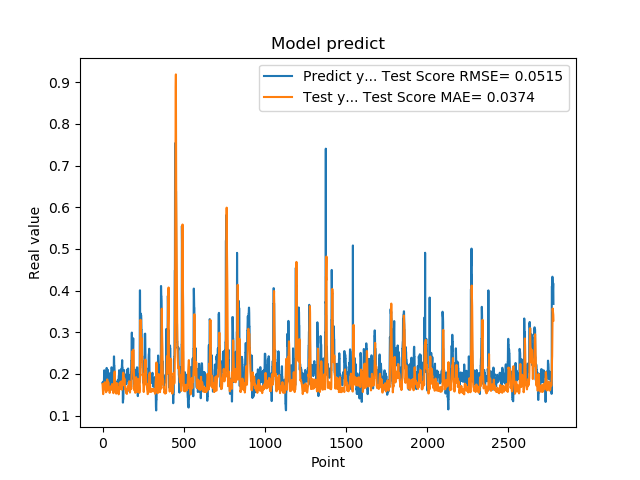 Model predict
Predict y... Test Score RMSE= 0.0515
Test y... Test Score MAE= 0.0374
0.9
0.8
0.7
0.6
0.5
0.4
0.3
0.2
0.1
Real value
0 500 1000 1500 2000 2500
Point